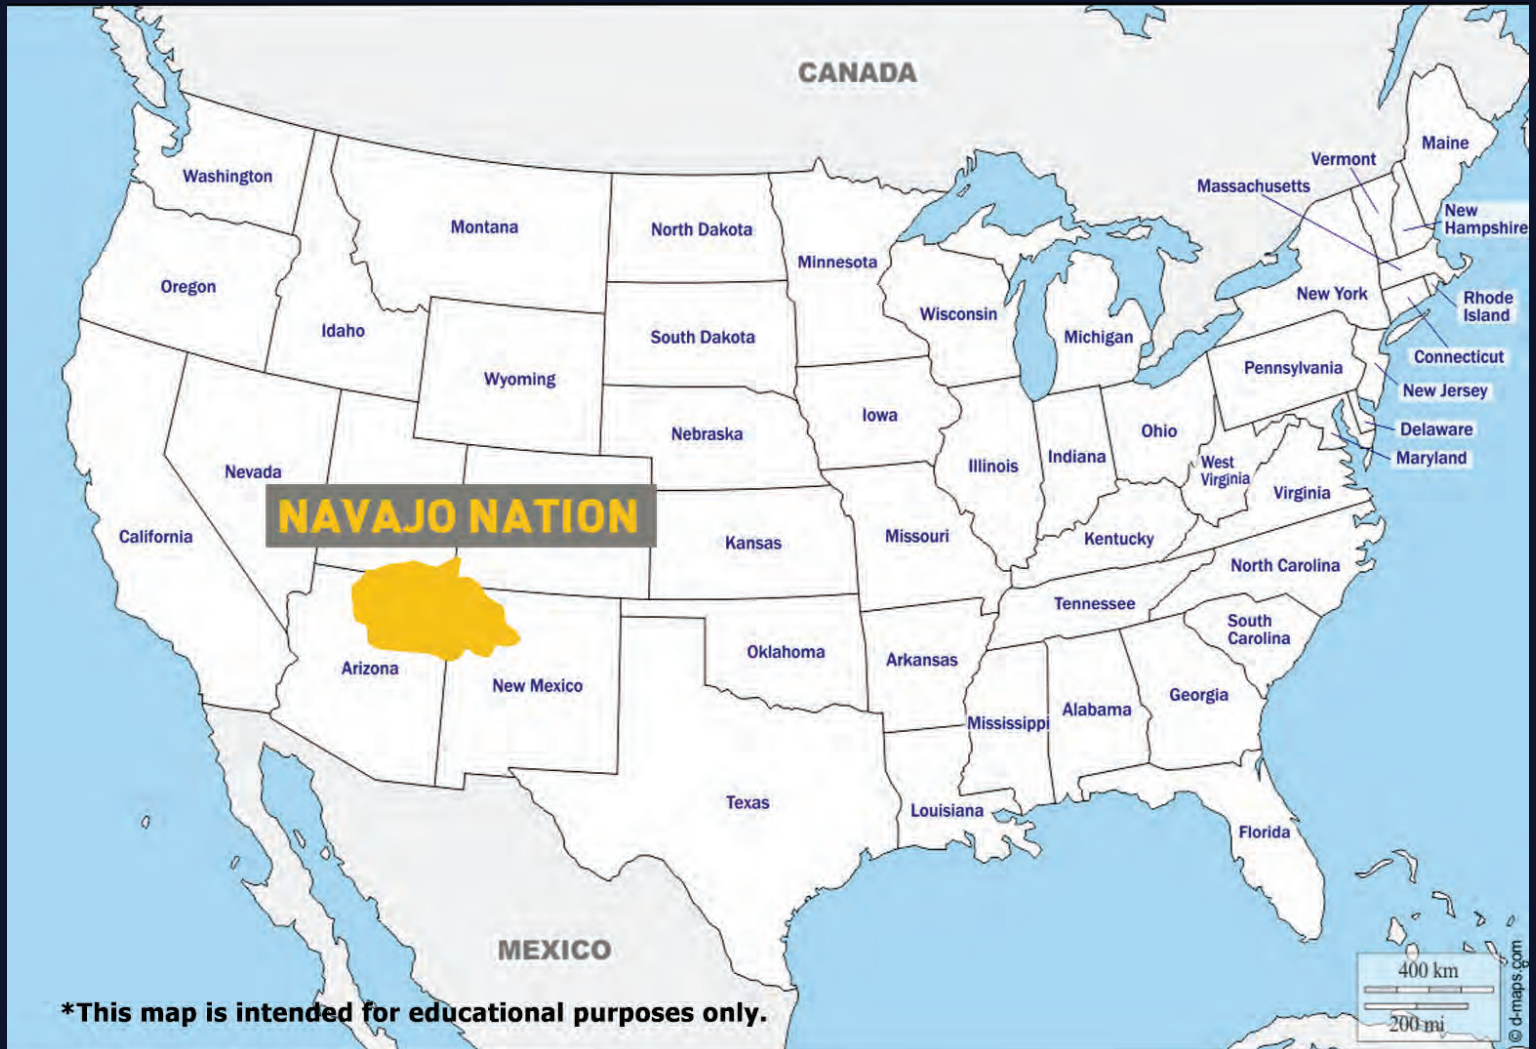 CANADA
Maine
Vermont
Massachusetts
Washington
New
Hampshire
Montana
North Dakota
Minnesota
Oregon
New York
Rhode
Island
Wisconsin
Idaho
South Dakota
Michigan
Connecticut
Pennsylvania
Wyoming
New Jersey
Iowa
Nebraska
Ohio
Delaware
Indiana
Maryland
Illinois
West
Virginia
Nevada
Virginia
NAVAJO NATION
California
Kansas
Missouri
Kentucky
North Carolina
Tennessee
South
Carolina
Oklahoma
Arkansas
Arizona
New Mexico
Georgia
Alabama
Mississippi
Texas
Louisiana
Florida
MEXICO
400 km
200 mi
© d-maps.com
*This map is intended for educational purposes only.